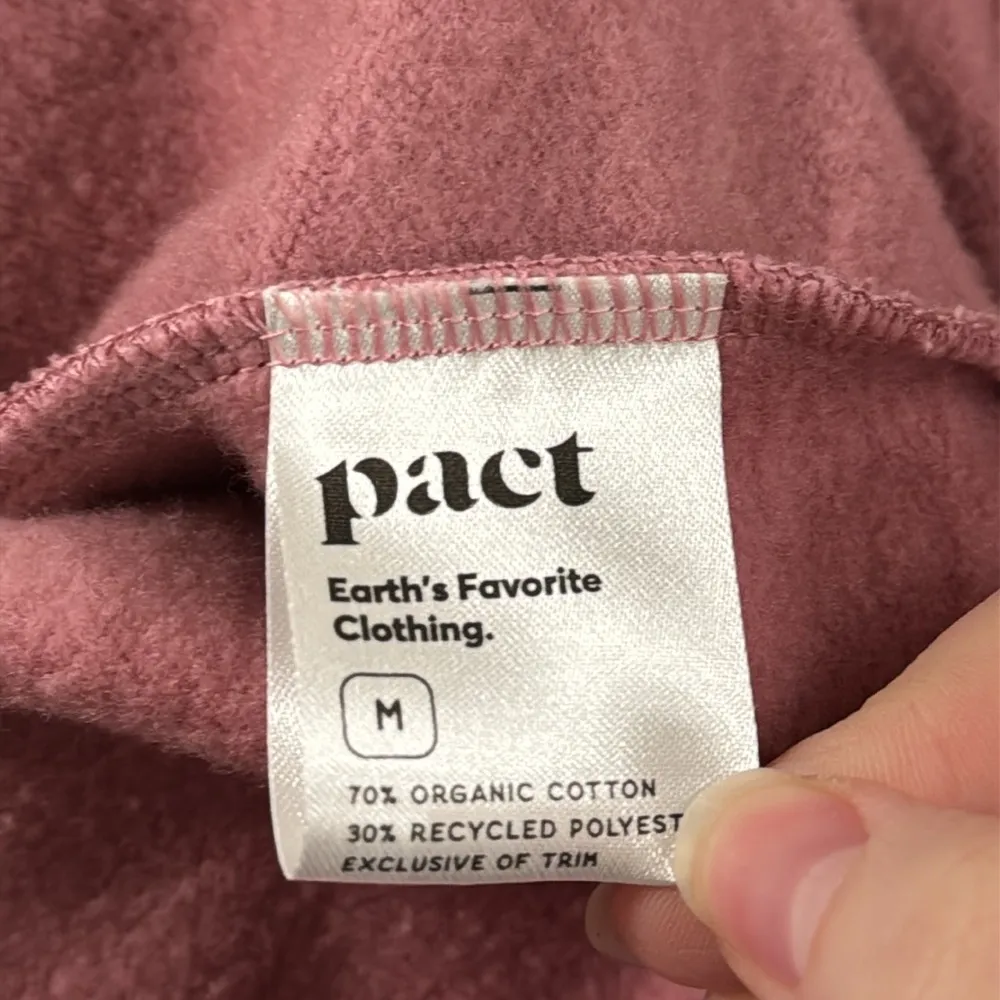 pact
Earth's Favorite
Clothing.
M
70% ORGANIC COTTON
30% RECYCLED POLYEST
EXCLUSIVE OF TRIM